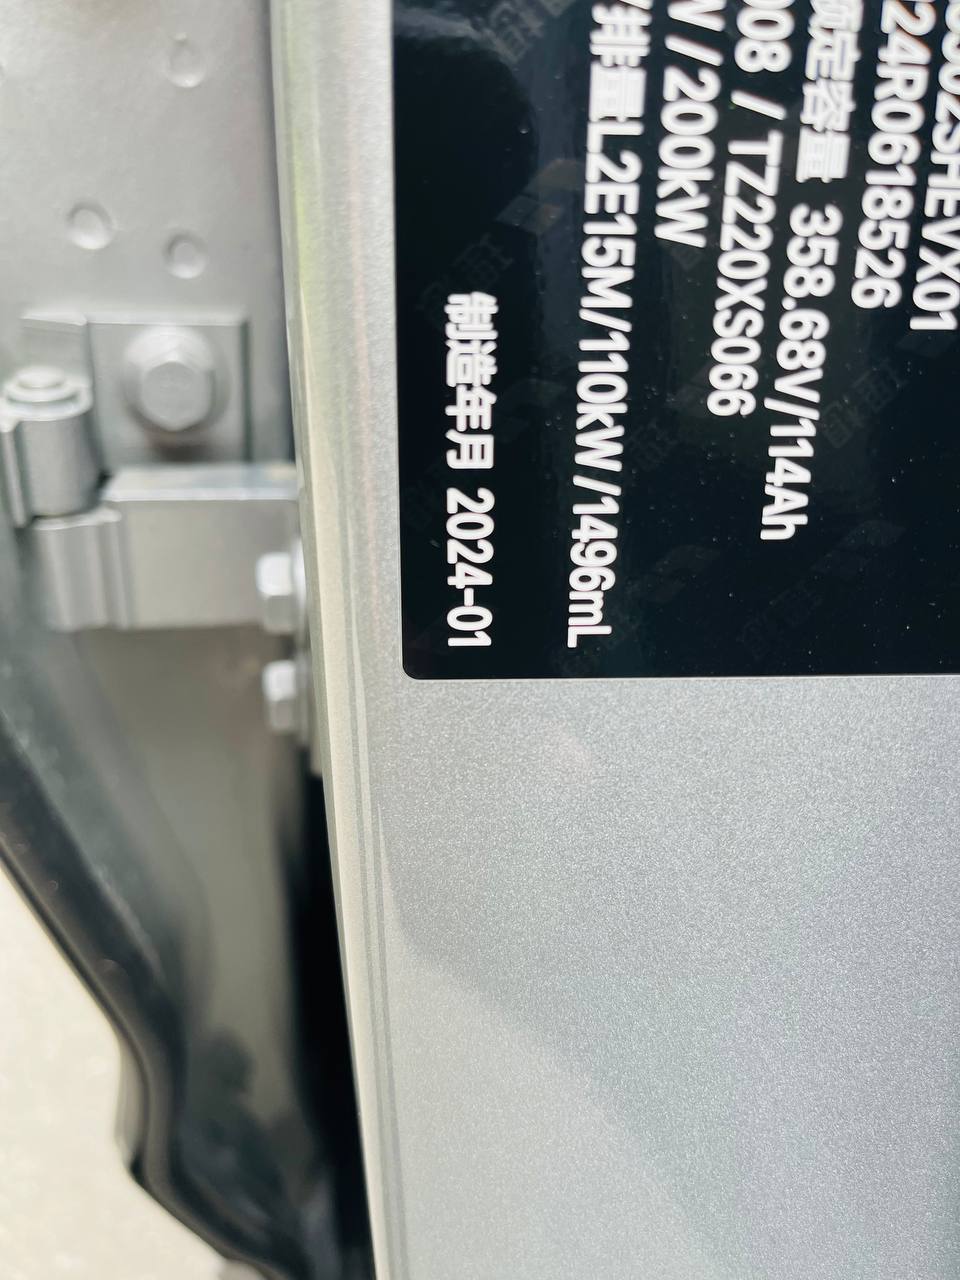 302SHEVX01
24R0618526
额定容量 358.68V/114Ah
008 / TZ220XS066
/ 200kW
排量L2E15M/110kW/1496mL
制造年月 2024-01